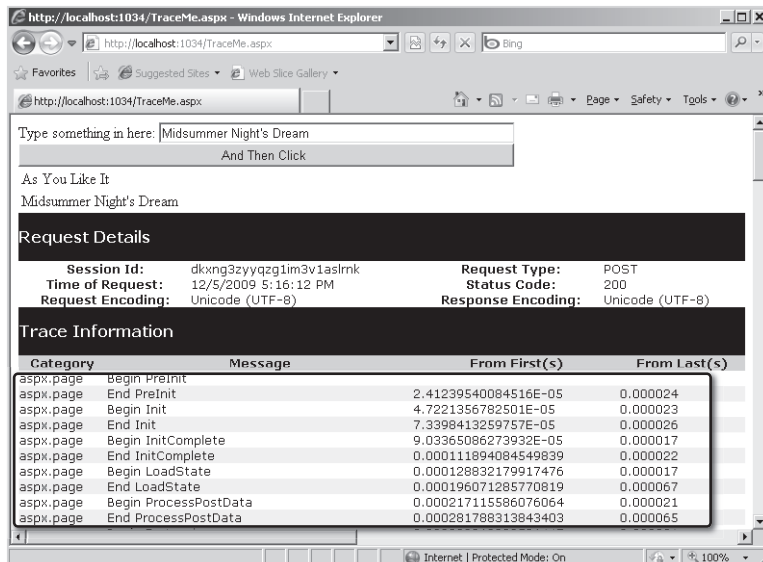 http://localhost:1034/TraceMe.aspx - Windows Internet Explorer
http://localhost:1034/TraceMe.aspx
Bing
Favorites Suggested Sites Web Slice Gallery
http://localhost:1034/TraceMe.aspx
Page Safety Tools
Type something in here: Midsummer Night's Dream
And Then Click
As You Like It
Midsummer Night's Dream
Request Details
Session Id: dkxng3zyyqzg1im3v1aslrnk Request Type: POST
Time of Request: 12/5/2009 5:16:12 PM Status Code: 200
Request Encoding: Unicode (UTF-8) Response Encoding: Unicode (UTF-8)
Trace Information
Category Message From First(s) From Last(s)
aspx.page Begin PreInit
aspx.page End PreInit 2.41239540084516E-05 0.000024
aspx.page Begin Init 4.7221356782501E-05 0.000023
aspx.page End Init 7.3398413259757E-05 0.000026
aspx.page Begin InitComplete 9.03365086273932E-05 0.000017
aspx.page End InitComplete 0.000111894084549839 0.000022
aspx.page Begin LoadState 0.000128832179917476 0.000017
aspx.page End LoadState 0.000196071285770819 0.000067
aspx.page Begin ProcessPostData 0.000217115586076064 0.000021
aspx.page End ProcessPostData 0.000281788313843403 0.000065
Internet | Protected Mode: On 100%